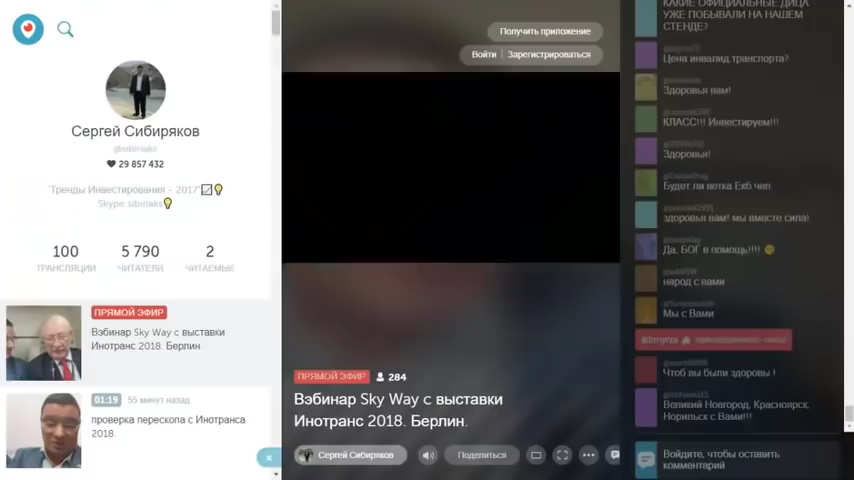 Сергей Сибиряков
@sibiriaks
29 857 432
"Тренды Инвестирования - 2017"
Skype sibiriaks
100
ТРАНСЛЯЦИИ
5 790
ЧИТАТЕЛИ
2
ЧИТАЕМЫЕ
ПРЯМОЙ ЭФИР
Вэбинар Sky Way с выставки
Инотранс 2018. Берлин.
01:19 55 минут назад
проверка перескопа с Инотранса
2018.
Получить приложение
Войти
Зарегистрироваться
ПРЯМОЙ ЭФИР 284
Вэбинар Sky Way с выставки
Инотранс 2018. Берлин.
Сергей Сибиряков
Поделиться
КАКИЕ ОФИЦИАЛЬНЫЕ ЛИЦА
УЖЕ ПОБЫВАЛИ НА НАШЕМ
СТЕНДЕ?
Цена инвалид транспорта?
Здоровья вам!
КЛАСС!!! Инвестируем!!!
Здоровья!
Будет ли ветка Екб чел
здоровья вам! мы вместе сила!
Да, БОГ в помощь!!!!
народ с вами
Мы с Вами
Чтоб вы были здоровы !
Великий Новгород, Красноярск,
Норильск с Вами!!!
Войдите, чтобы оставить
комментарий